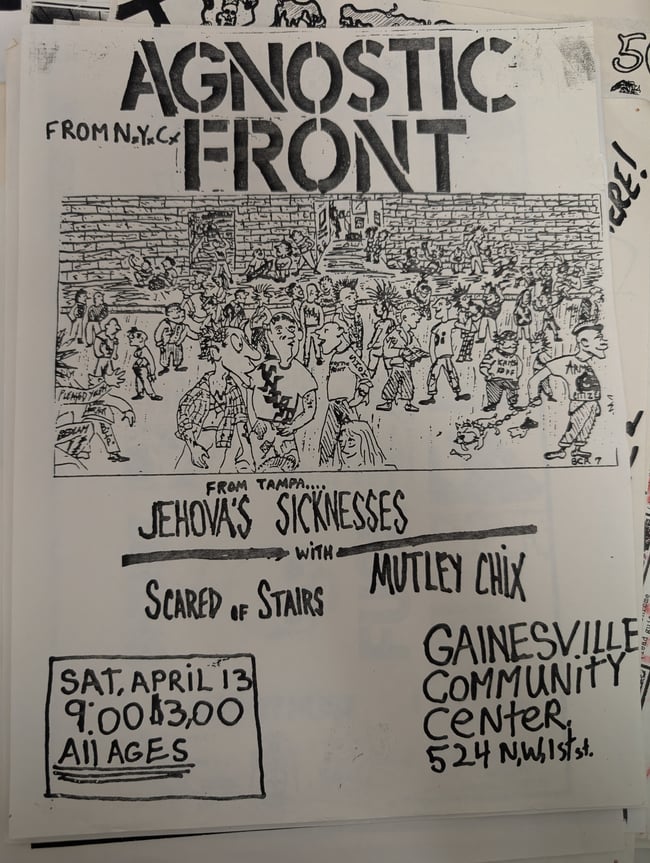 AGNOSTIC
FROM N.Y.C.
FRONT
FROM TAMPA....
JEHOVA'S SICKNESSES
WITH
SCARED OF STAIRS
MUTLEY CHIX
GAINESVILLE
COMMUNITY
CENTER,
524 N.W. 1st st.
SAT, APRIL 13
9:00 $3,00
All AGES